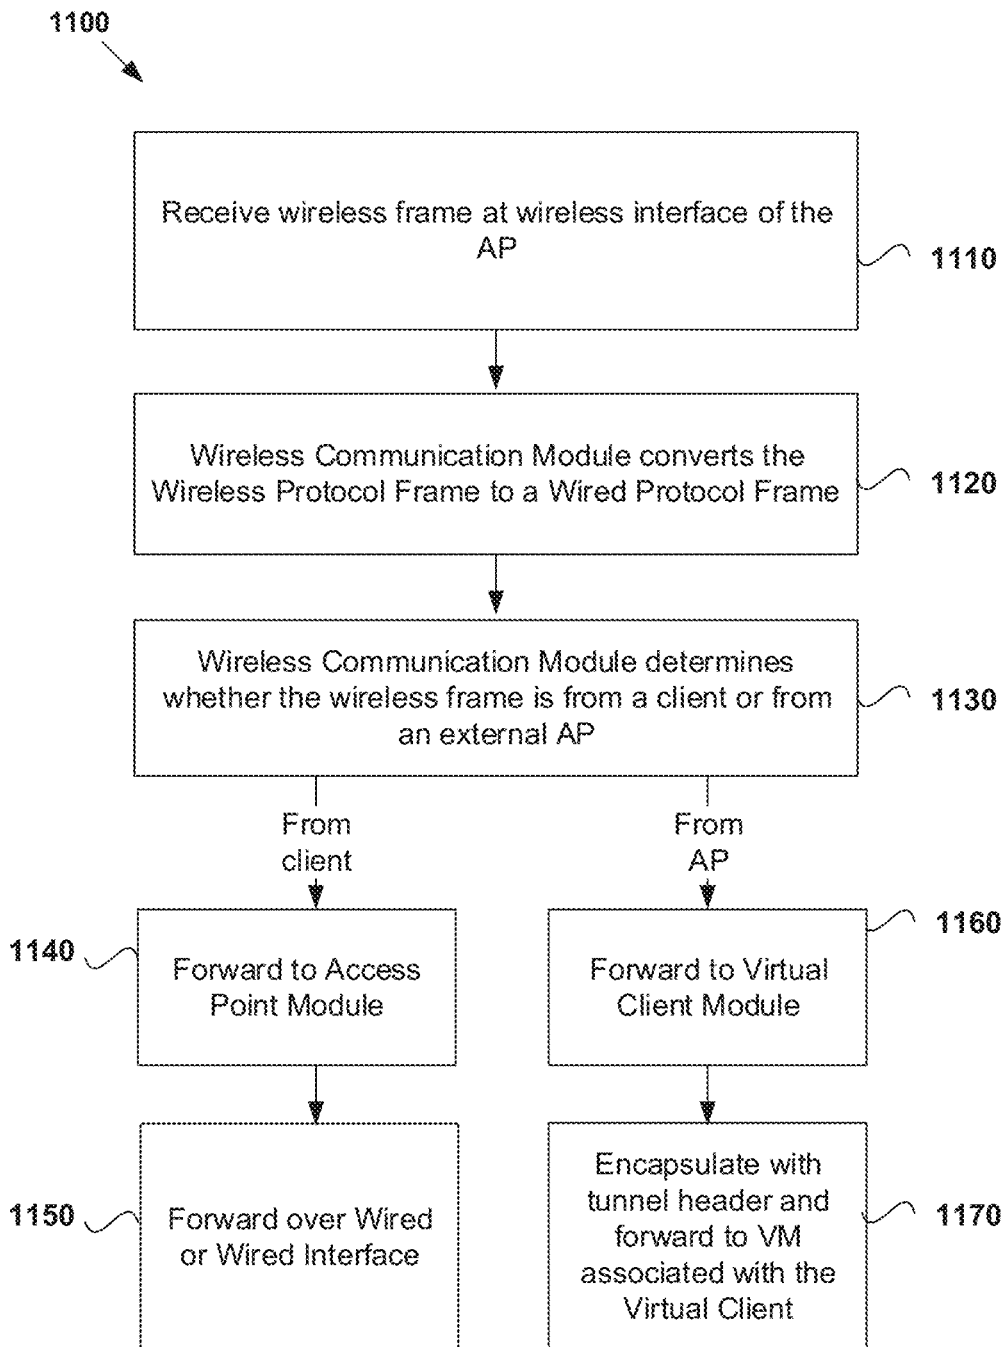 1100
Receive wireless frame at wireless interface of the
AP
1110
Wireless Communication Module converts the
Wireless Protocol Frame to a Wired Protocol Frame
1120
Wireless Communication Module determines
whether the wireless frame is from a client or from
an external AP
1130
From
client
From
AP
1140
Forward to Access
Point Module
1160
Forward to Virtual
Client Module
1150
Forward over Wired
or Wired Interface
Encapsulate with
tunnel header and
forward to VM
associated with the
Virtual Client
1170